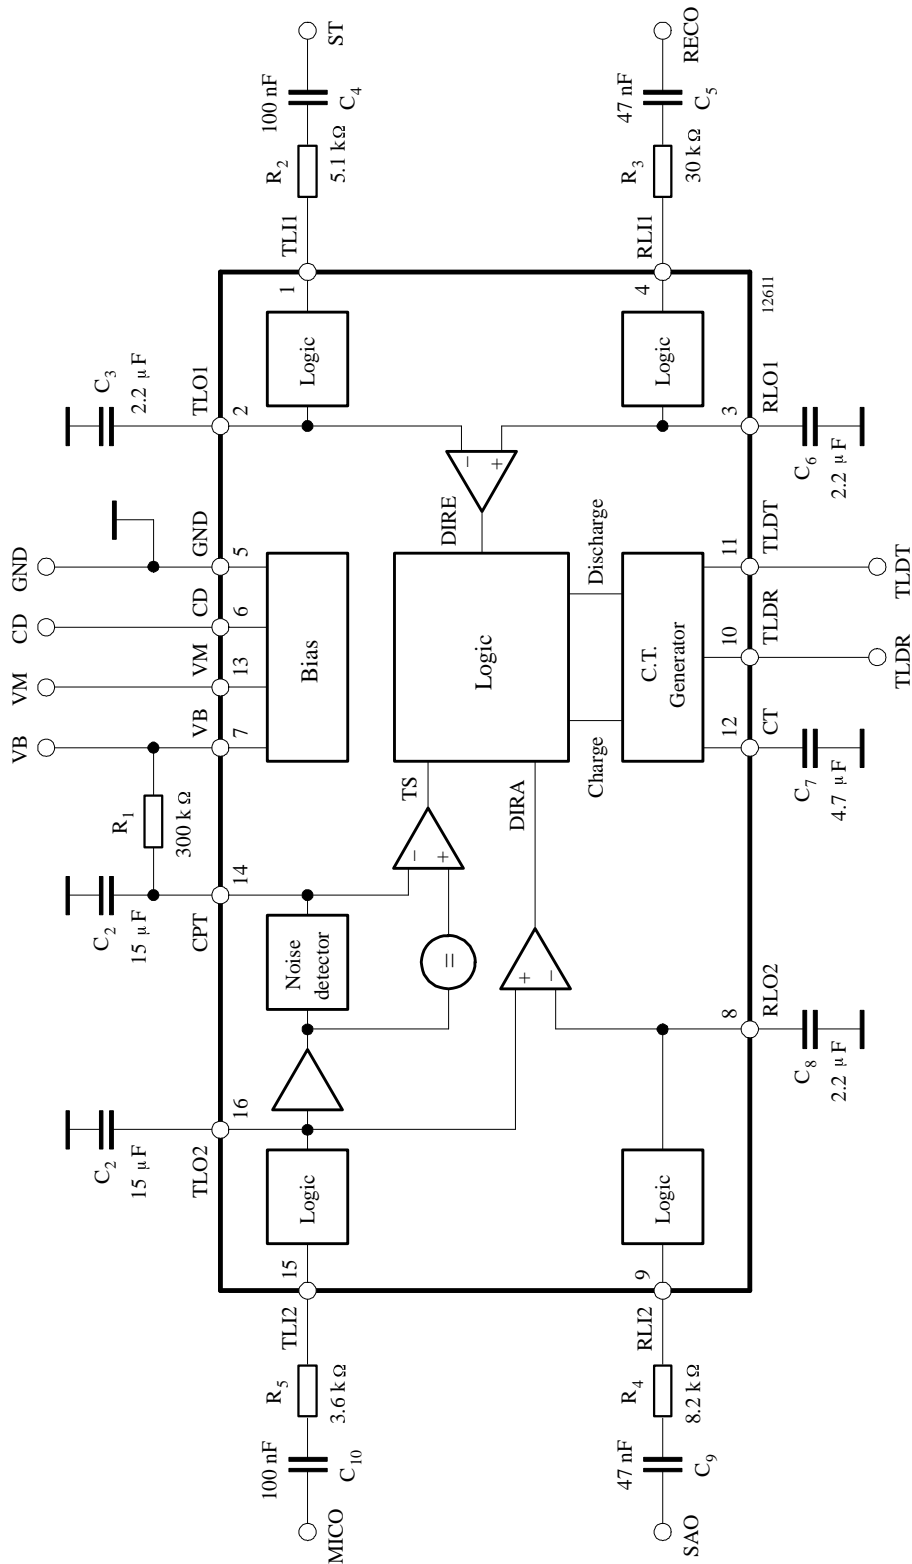 MICO
100 nF
C10
R5
3.6 k Ω
TLI2
15
Logic
C2
15 μF
TLO2
16
Noise
detector
C2
15 μF
CPT
14
R1
300 k Ω
VB
VM
CD
GND
VB
VM
CD
GND
7
13
6
5
Bias
C3
2.2 μF
TLO1
2
Logic
1
TLI1
R2
5.1 kΩ
100 nF
C4
ST
=
−
+
TS
+
−
DIRA
Logic
DIRE
−
+
Charge
Discharge
C.T.
Generator
SAO
47 nF
C9
R4
8.2 k Ω
RLI2
9
Logic
8
RLO2
C8
2.2 μF
12
CT
C7
4.7 μF
10
TLDR
TLDR
11
TLDT
TLDT
3
RLO1
C6
2.2 μF
Logic
4
RLI1
R3
30 k Ω
47 nF
C5
RECO
12611